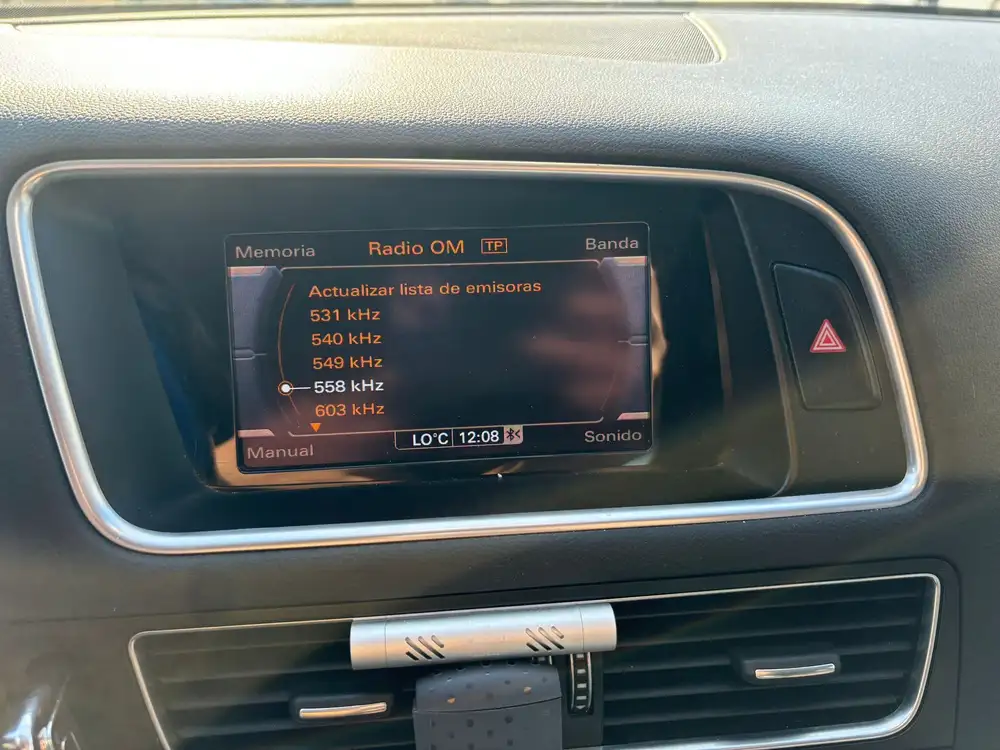 Memoria Radio OM TP Banda
Actualizar lista de emisoras
531 kHz
540 kHz
549 kHz
558 kHz
603 kHz
Manual LO°C 12:08 Sonido